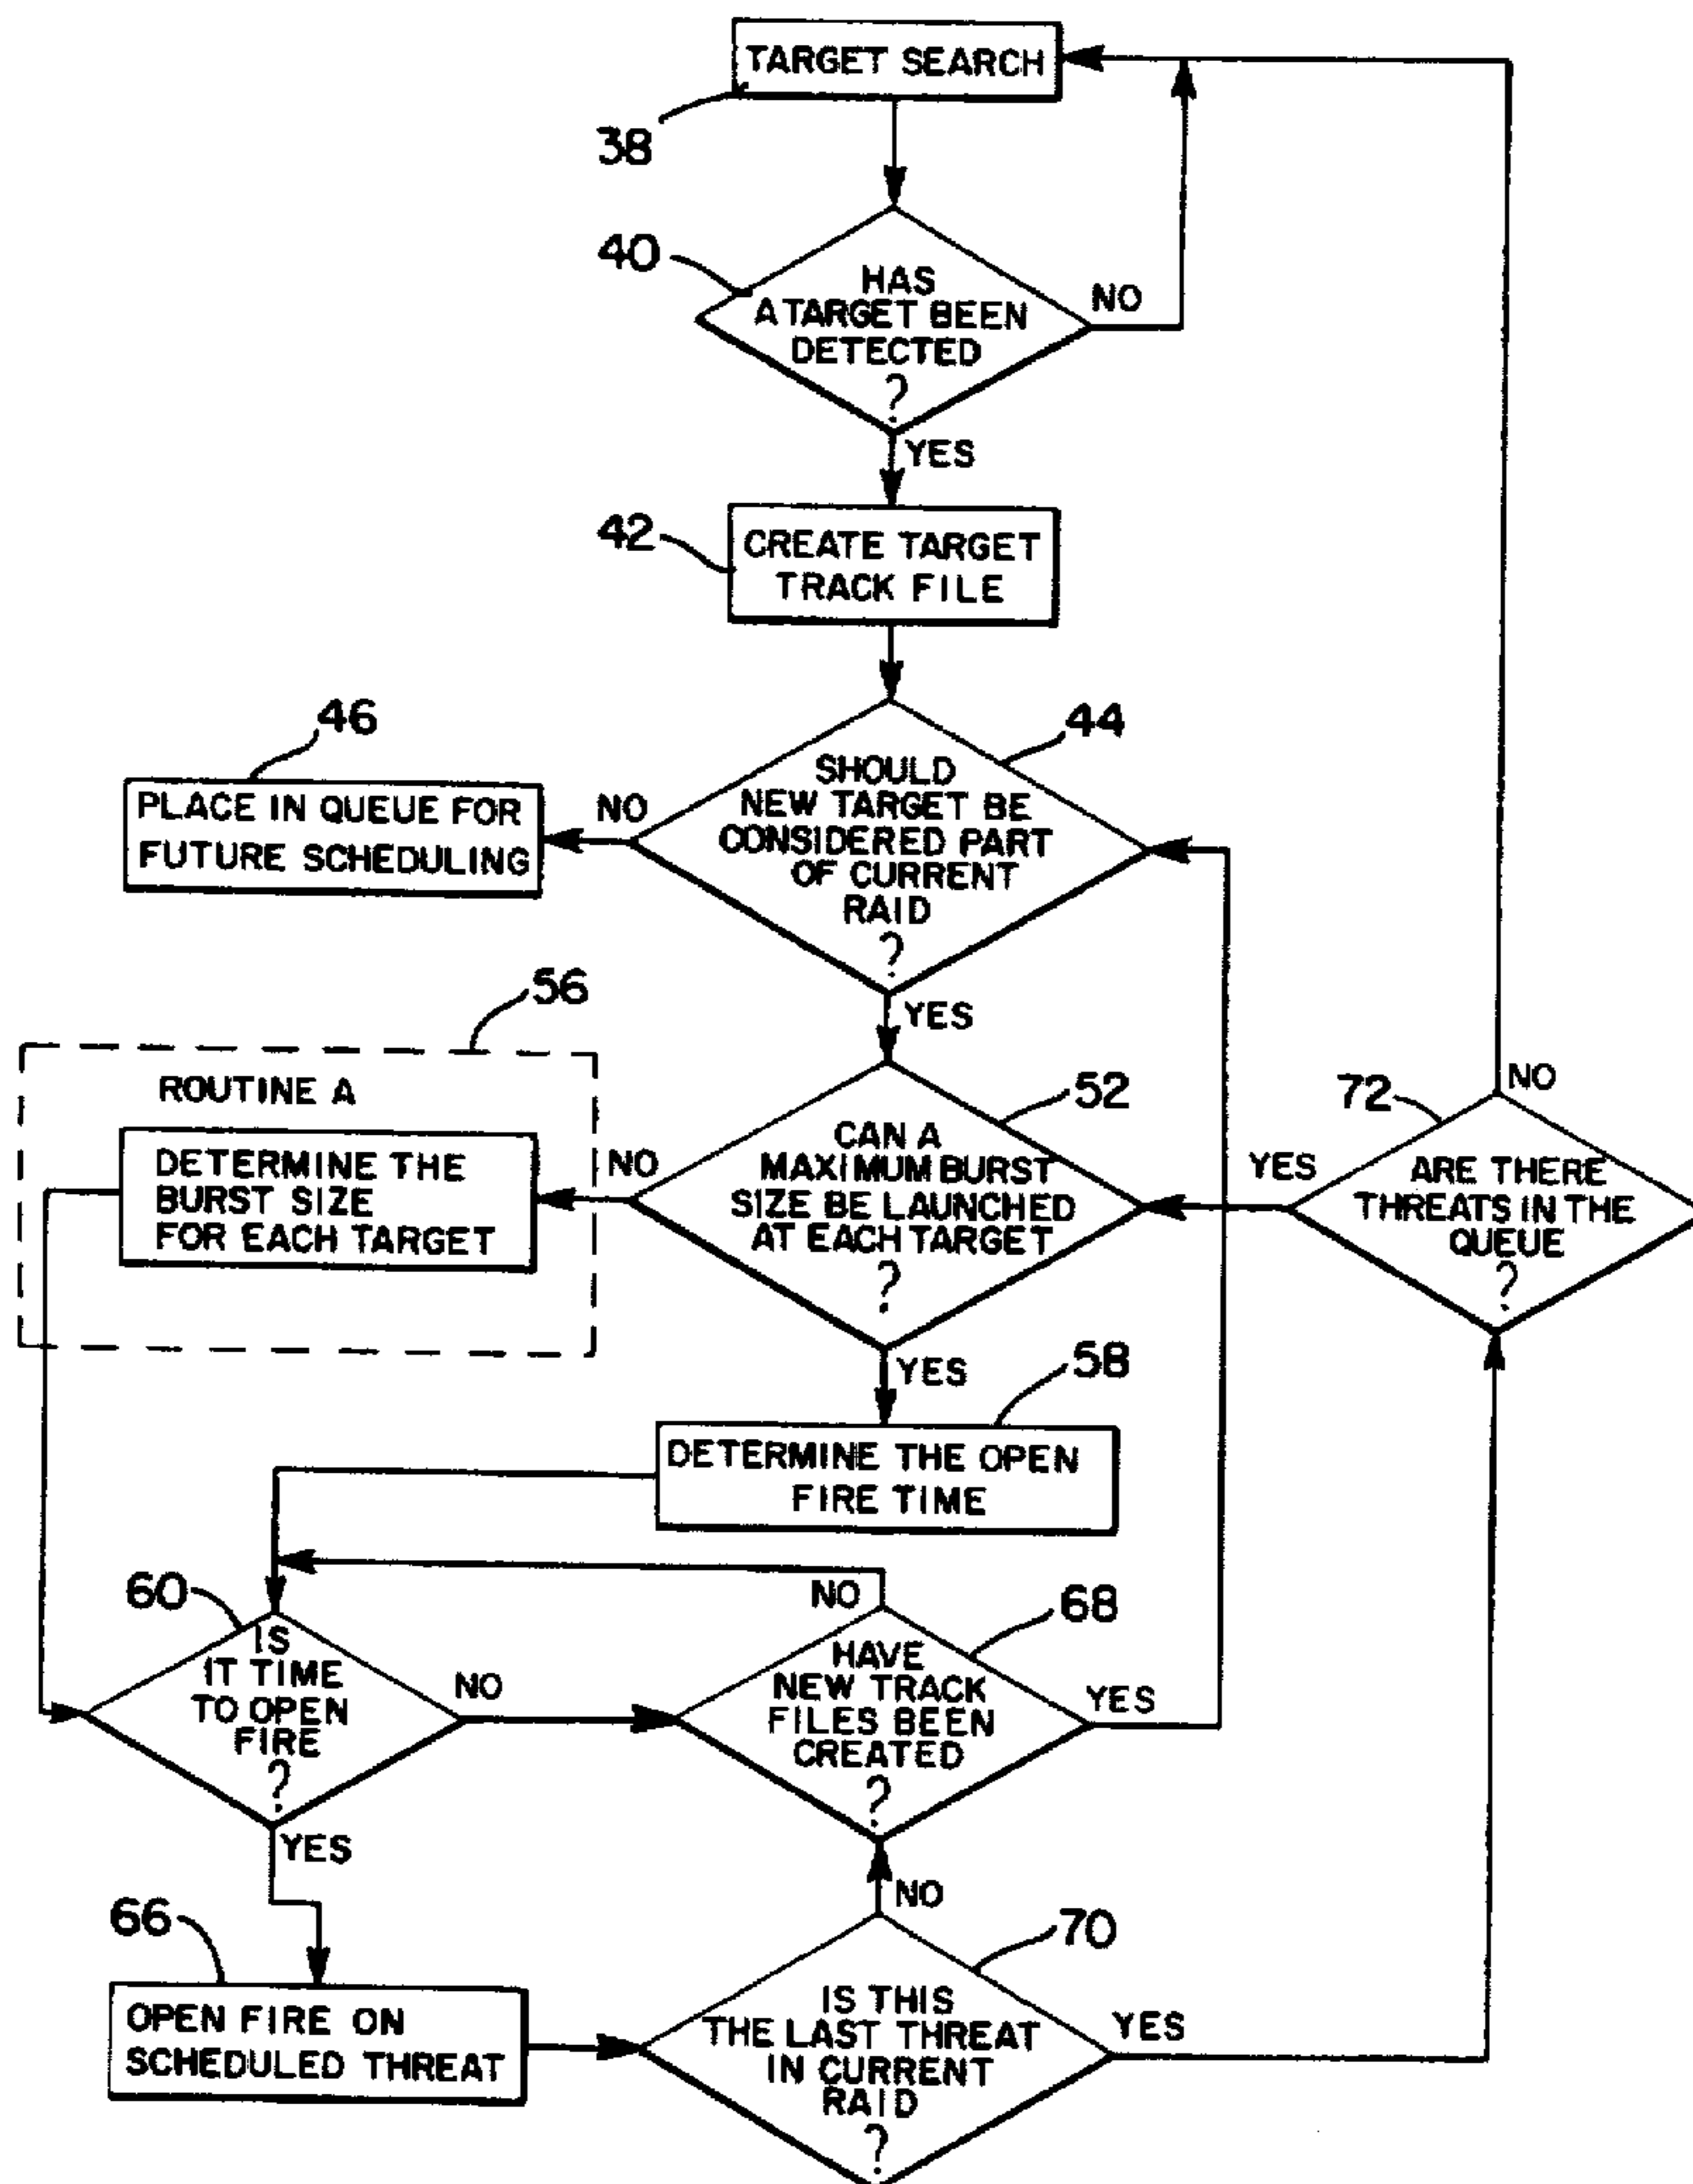 TARGET SEARCH
38
40
HAS
A TARGET BEEN
DETECTED
?
NO
YES
42
CREATE TARGET
TRACK FILE
46
PLACE IN QUEUE FOR
FUTURE SCHEDULING
NO
44
SHOULD
NEW TARGET BE
CONSIDERED PART
OF CURRENT
RAID
?
YES
56
ROUTINE A
DETERMINE THE
BURST SIZE
FOR EACH TARGET
NO
52
CAN A
MAXIMUM BURST
SIZE BE LAUNCHED
AT EACH TARGET
?
YES
72
NO
YES
ARE THERE
THREATS IN THE
QUEUE
?
58
DETERMINE THE OPEN
FIRE TIME
60
IS
IT TIME
TO OPEN
FIRE
?
NO
YES
NO
68
HAVE
NEW TRACK
FILES BEEN
CREATED
?
YES
NO
66
OPEN FIRE ON
SCHEDULED THREAT
70
IS THIS
THE LAST THREAT
IN CURRENT
RAID
?
YES